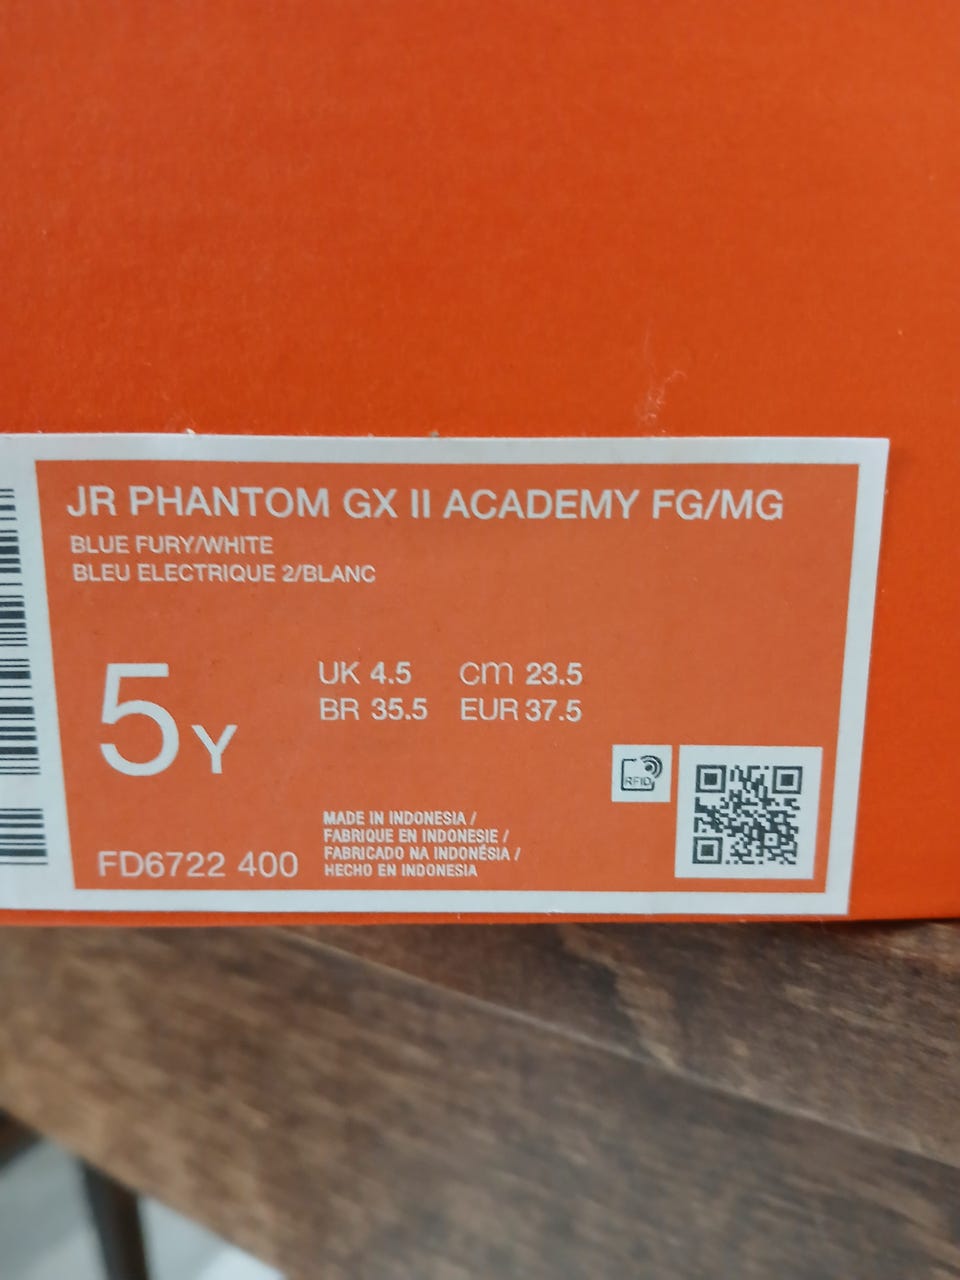 JR PHANTOM GX II ACADEMY FG/MG
BLUE FURY/WHITE
BLEU ELECTRIQUE 2/BLANC
5Y
UK 4.5 cm 23.5
BR 35.5 EUR 37.5
RFID
MADE IN INDONESIA /
FABRIQUE EN INDONESIE /
FABRICADO NA INDONÉSIA /
HECHO EN INDONESIA
FD6722 400